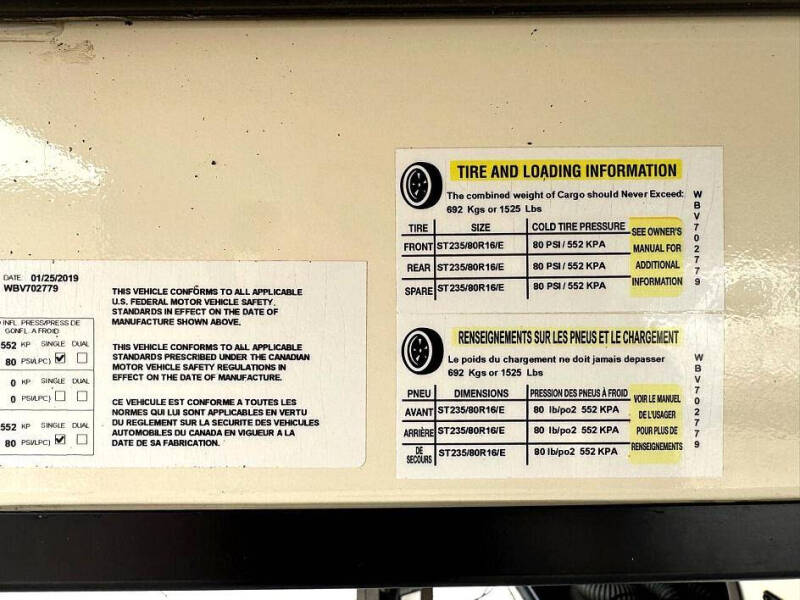 DATE: 01/25/2019
WBV702779
INFL. PRESS/PRESS DE
GONFL. A FROID
552 KP SINGLE DUAL
80 PSI/LPC)
0 KP SINGLE DUAL
0 PSI/LPC)
552 KP SINGLE DUAL
80 PSI/LPC)
THIS VEHICLE CONFORMS TO ALL APPLICABLE
U.S. FEDERAL MOTOR VEHICLE SAFETY.
STANDARDS IN EFFECT ON THE DATE OF
MANUFACTURE SHOWN ABOVE.
THIS VEHICLE CONFORMS TO ALL APPLICABLE
STANDARDS PRESCRIBED UNDER THE CANADIAN
MOTOR VEHICLE SAFETY REGULATIONS IN
EFFECT ON THE DATE OF MANUFACTURE.
CE VEHICULE EST CONFORME A TOUTES LES
NORMES QUI LUI SONT APPLICABLES EN VERTU
DU REGLEMENT SUR LA SECURITE DES VEHICULES
AUTOMOBILES DU CANADA EN VIGUEUR A LA
DATE DE SA FABRICATION.
TIRE AND LOADING INFORMATION
The combined weight of Cargo should Never Exceed:
692 Kgs or 1525 Lbs
TIRE SIZE COLD TIRE PRESSURE
FRONT ST235/80R16/E 80 PSI / 552 KPA
REAR ST235/80R16/E 80 PSI / 552 KPA
SPARE ST235/80R16/E 80 PSI / 552 KPA
SEE OWNER'S
MANUAL FOR
ADDITIONAL
INFORMATION
WBV702779
RENSEIGNEMENTS SUR LES PNEUS ET LE CHARGEMENT
Le poids du chargement ne doit jamais depasser
692 Kgs or 1525 Lbs
PNEU DIMENSIONS PRESSION DES PNEUS À FROID
AVANT ST235/80R16/E 80 lb/po2 552 KPA
ARRIÈRE ST235/80R16/E 80 lb/po2 552 KPA
DE
SECOURS ST235/80R16/E 80 lb/po2 552 KPA
VOIR LE MANUEL
DE L'USAGER
POUR PLUS DE
RENSEIGNEMENTS
WBV702779